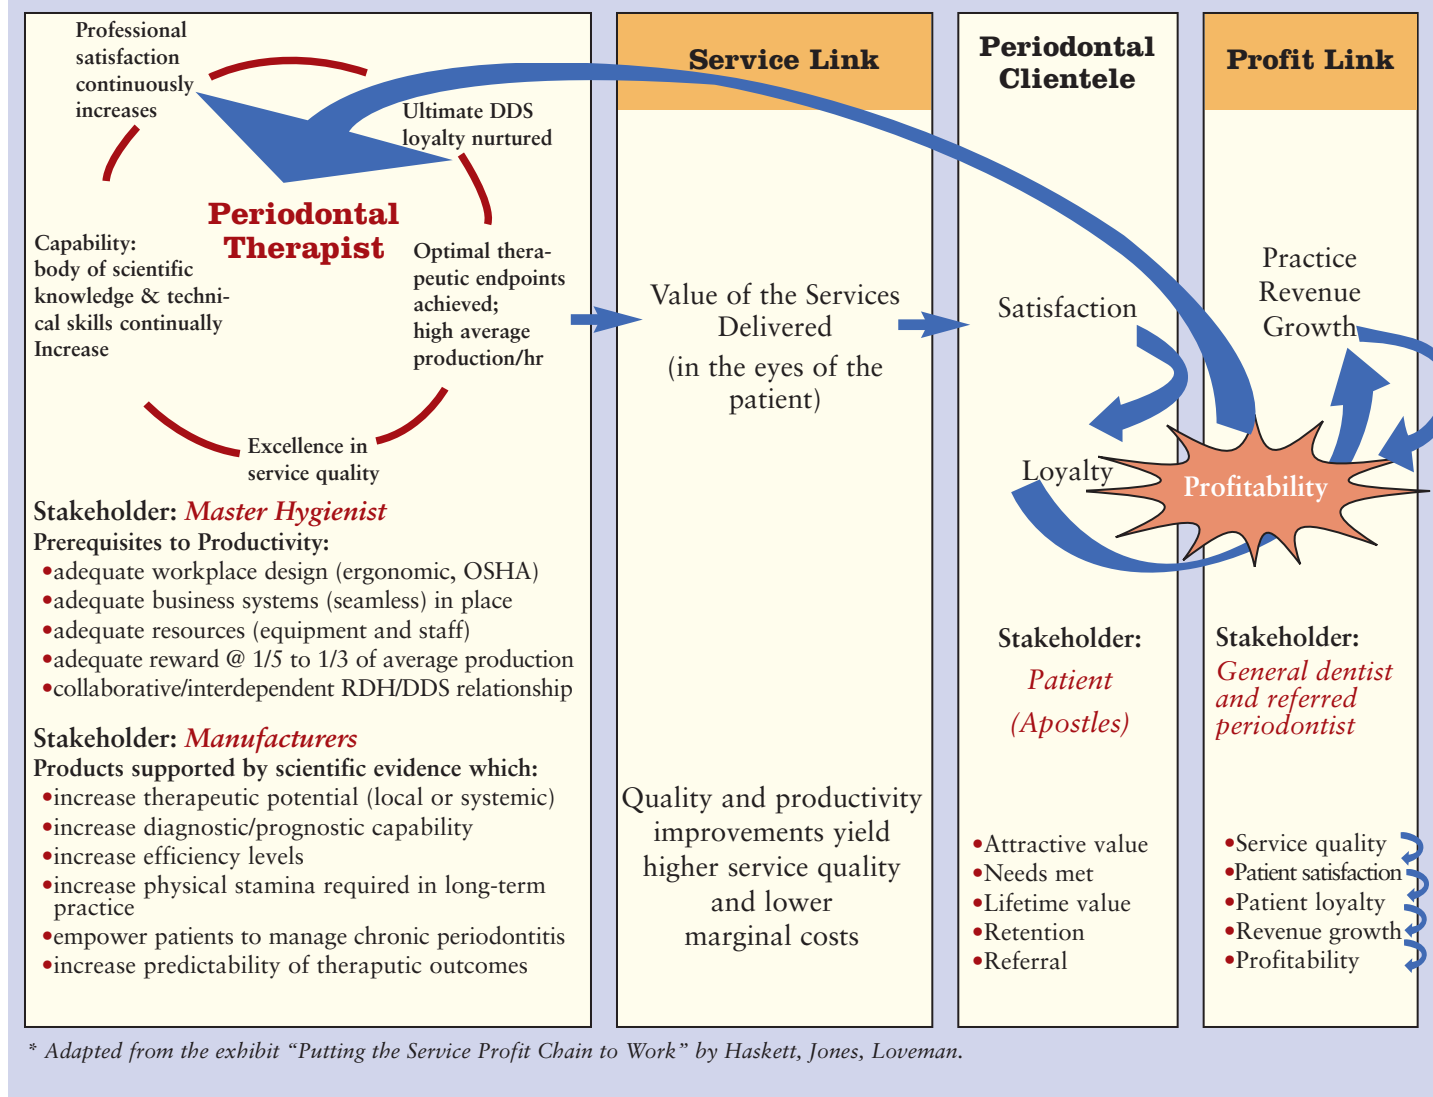 Professional
satisfaction
continuously
increases
Ultimate DDS
loyalty nurtured
Periodontal
Therapist
Capability:
body of scientific
knowledge & techni-
cal skills continually
Increase
Optimal thera-
peutic endpoints
achieved;
high average
production/hr
Excellence in
service quality
Stakeholder: Master Hygienist
Prerequisites to Productivity:
•adequate workplace design (ergonomic, OSHA)
•adequate business systems (seamless) in place
•adequate resources (equipment and staff)
•adequate reward @ 1/5 to 1/3 of average production
•collaborative/interdependent RDH/DDS relationship
Stakeholder: Manufacturers
Products supported by scientific evidence which:
•increase therapeutic potential (local or systemic)
•increase diagnostic/prognostic capability
•increase efficiency levels
•increase physical stamina required in long-term
practice
•empower patients to manage chronic periodontitis
•increase predictability of theraputic outcomes
Service Link
Value of the Services
Delivered
(in the eyes of the
patient)
Quality and productivity
improvements yield
higher service quality
and lower
marginal costs
Periodontal
Clientele
Satisfaction
Loyalty
Stakeholder:
Patient
(Apostles)
•Attractive value
•Needs met
•Lifetime value
•Retention
•Referral
Profit Link
Practice
Revenue
Growth
Profitability
Stakeholder:
General dentist
and referred
periodontist
•Service quality
•Patient satisfaction
•Patient loyalty
•Revenue growth
•Profitability
* Adapted from the exhibit “Putting the Service Profit Chain to Work” by Haskett, Jones, Loveman.